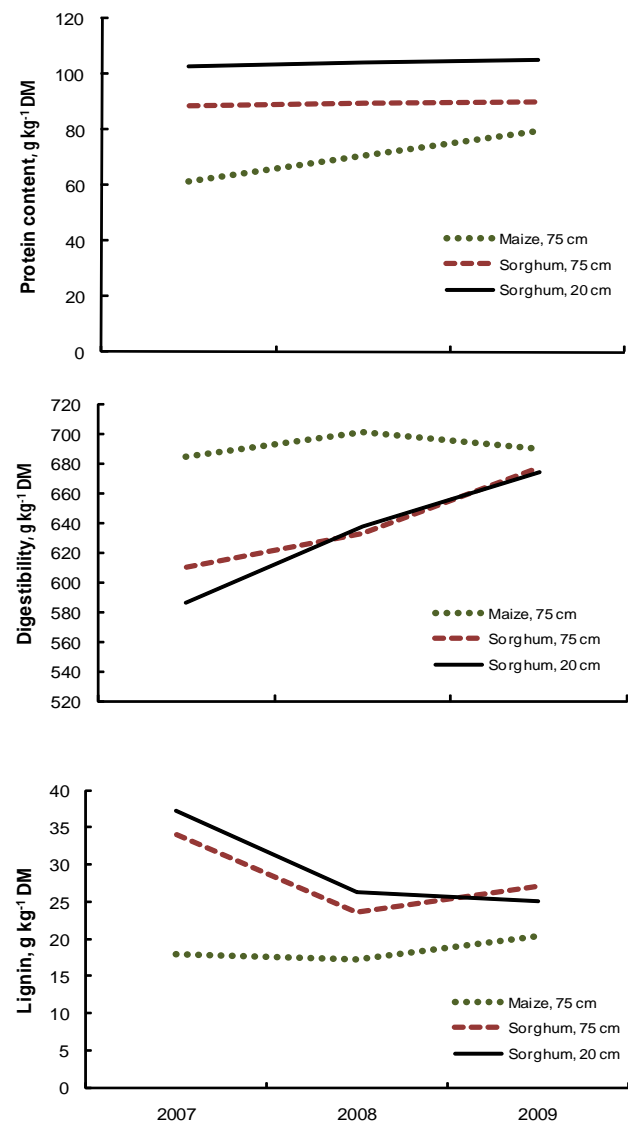 Protein content, g kg-1 DM
120
100
80
60
40
20
0
Maize, 75 cm
Sorghum, 75 cm
Sorghum, 20 cm
Digestibility, g kg-1 DM
720
700
680
660
640
620
600
580
560
540
520
Maize, 75 cm
Sorghum, 75 cm
Sorghum, 20 cm
Lignin, g kg-1 DM
40
35
30
25
20
15
10
5
0
Maize, 75 cm
Sorghum, 75 cm
Sorghum, 20 cm
2007 2008 2009